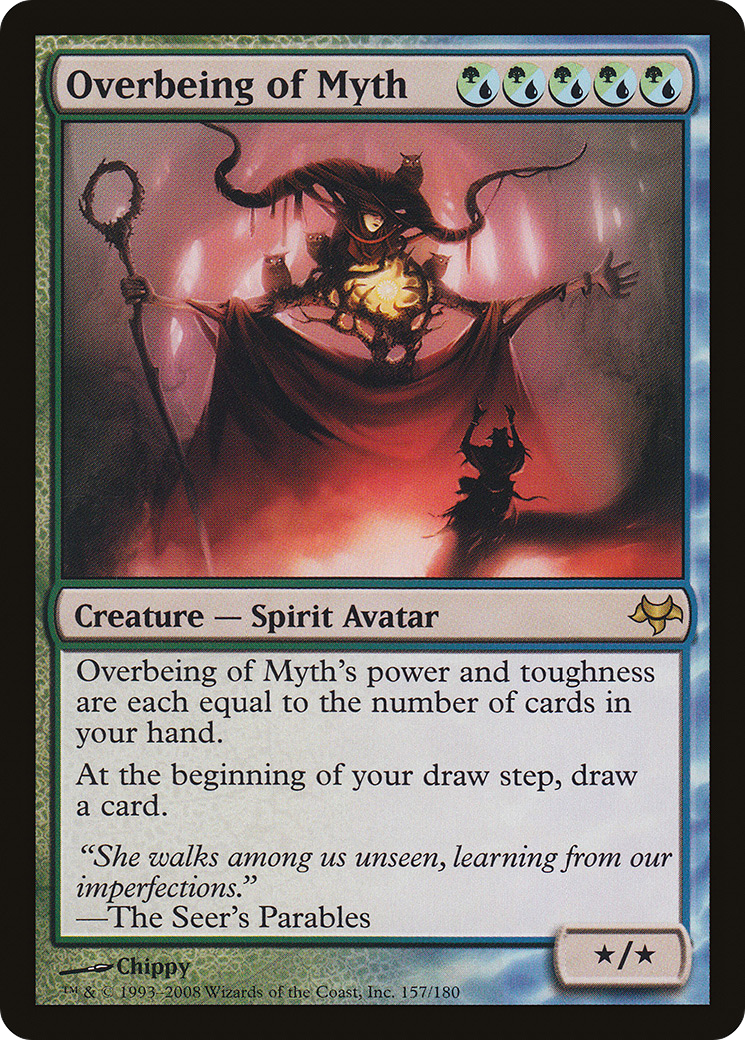 Overbeing of Myth
Creature — Spirit Avatar
Overbeing of Myth's power and toughness
are each equal to the number of cards in
your hand.
At the beginning of your draw step, draw
a card.
“She walks among us unseen, learning from our
imperfections.”
—The Seer's Parables
★/★
Chippy
™ & © 1993–2008 Wizards of the Coast, Inc. 157/180